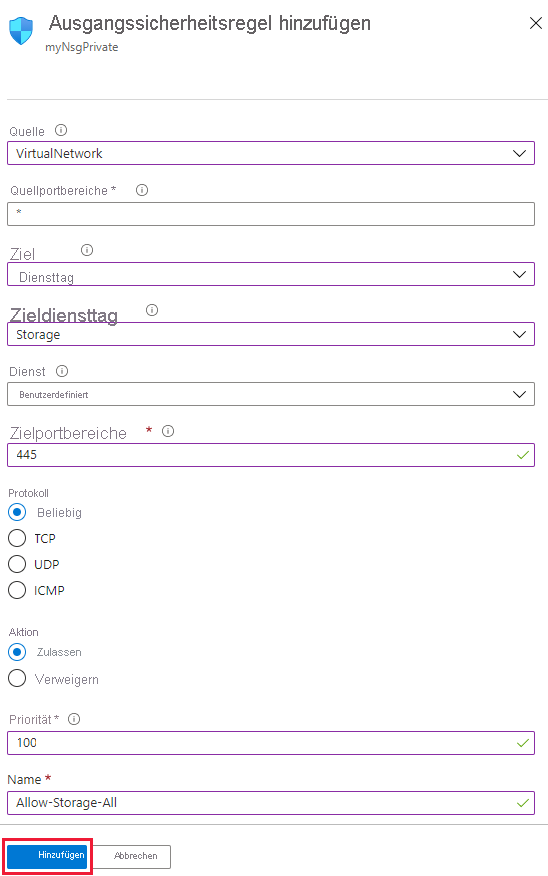 Ausgangssicherheitsregel hinzufügen
myNsgPrivate
Quelle
VirtualNetwork
Quellportbereiche *
*
Ziel
Diensttag
Zieldiensttag
Storage
Dienst
Benutzerdefiniert
Zielportbereiche *
445
Protokoll
Beliebig
TCP
UDP
ICMP
Aktion
Zulassen
Verweigern
Priorität *
100
Name *
Allow-Storage-All
Hinzufügen Abbrechen